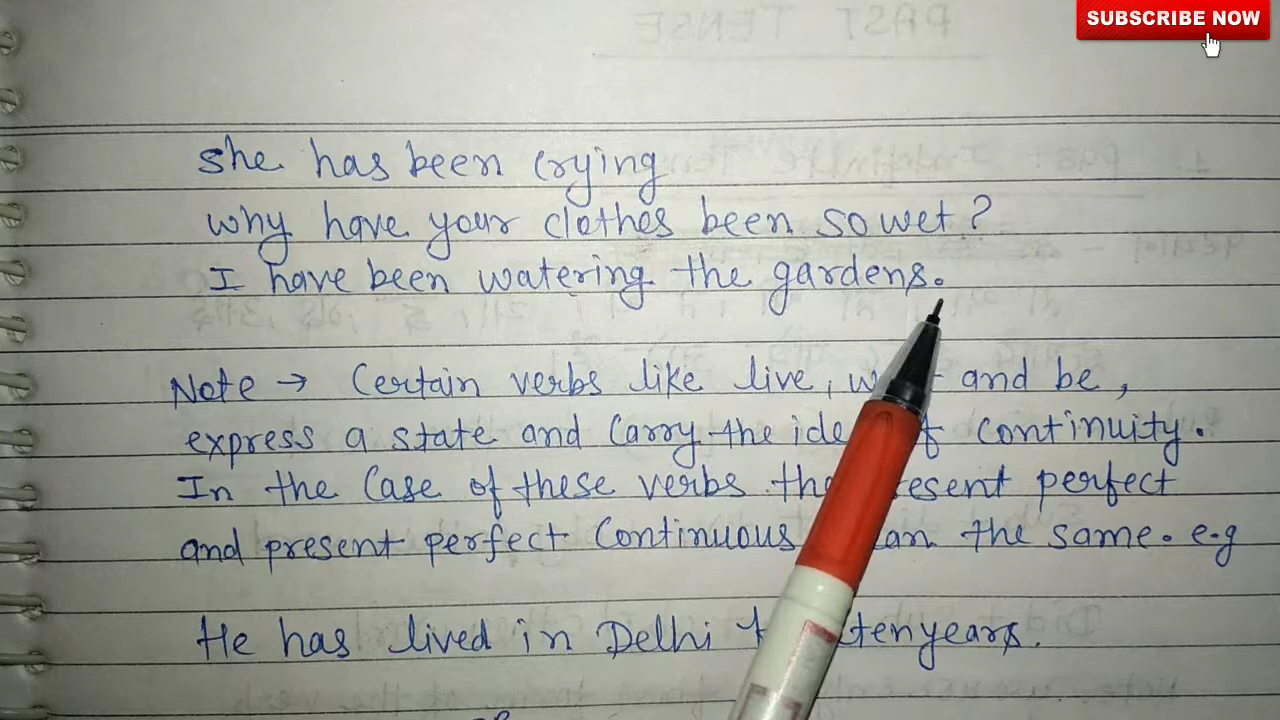 SUBSCRIBE NOW
PAST TENSE
She has been crying
why have your clothes been so wet?
I have been watering the gardens.
Note → Certain verbs like live, and be,
express a state and carry the continuity.
In the case of these verbs the present perfect
and present perfect continuous the same. e.g
He has lived in Delhi ten years.